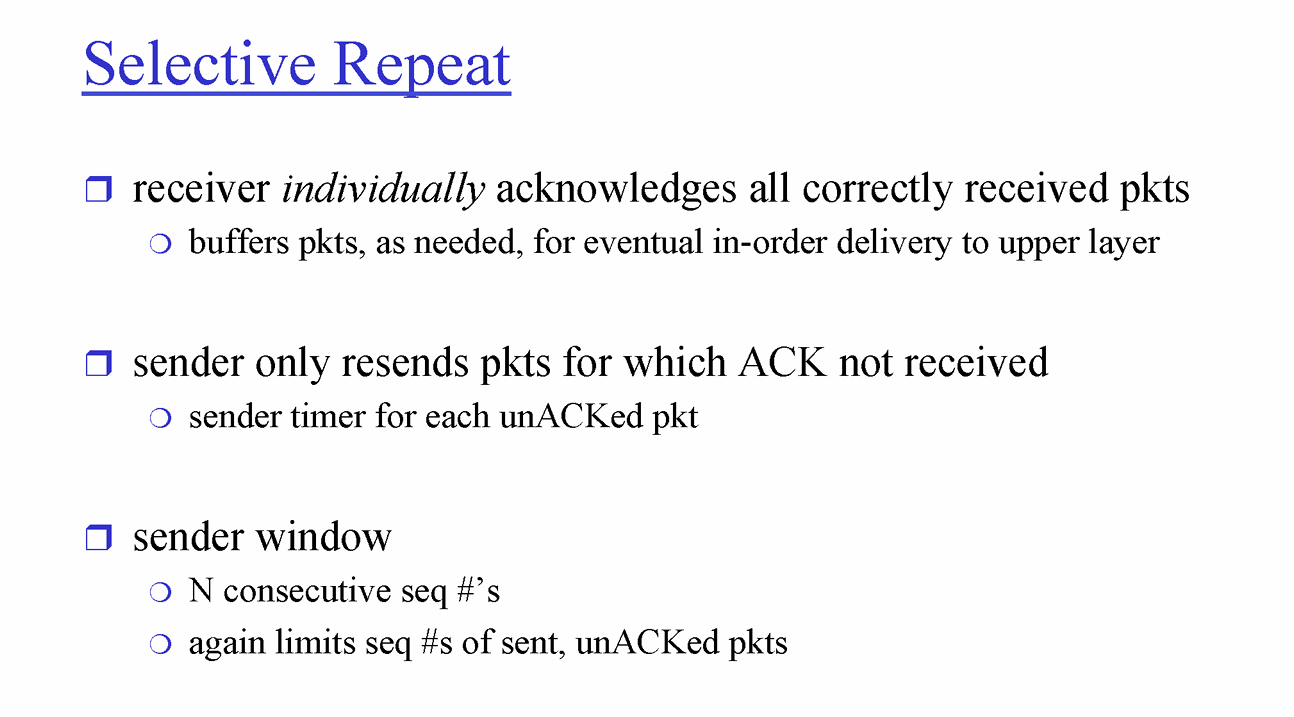 Selective Repeat
receiver individually acknowledges all correctly received pkts
buffers pkts, as needed, for eventual in-order delivery to upper layer
sender only resends pkts for which ACK not received
sender timer for each unACKed pkt
sender window
N consecutive seq #’s
again limits seq #s of sent, unACKed pkts